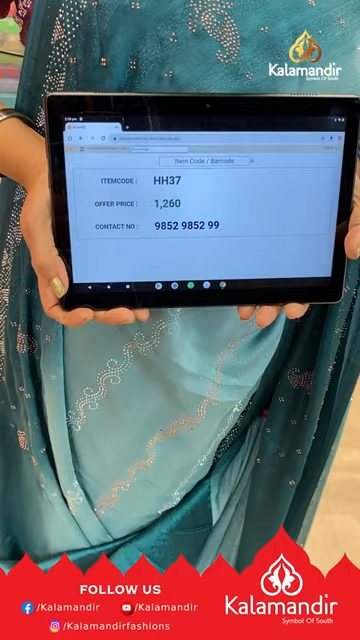 Kalamandir
Symbol Of South
Item Code / Barcode
ITEMCODE : HH37
OFFER PRICE : 1,260
CONTACT NO : 9852 9852 99
FOLLOW US
/Kalamandir /Kalamandir
/Kalamandirfashions
Kalamandir
Symbol Of South